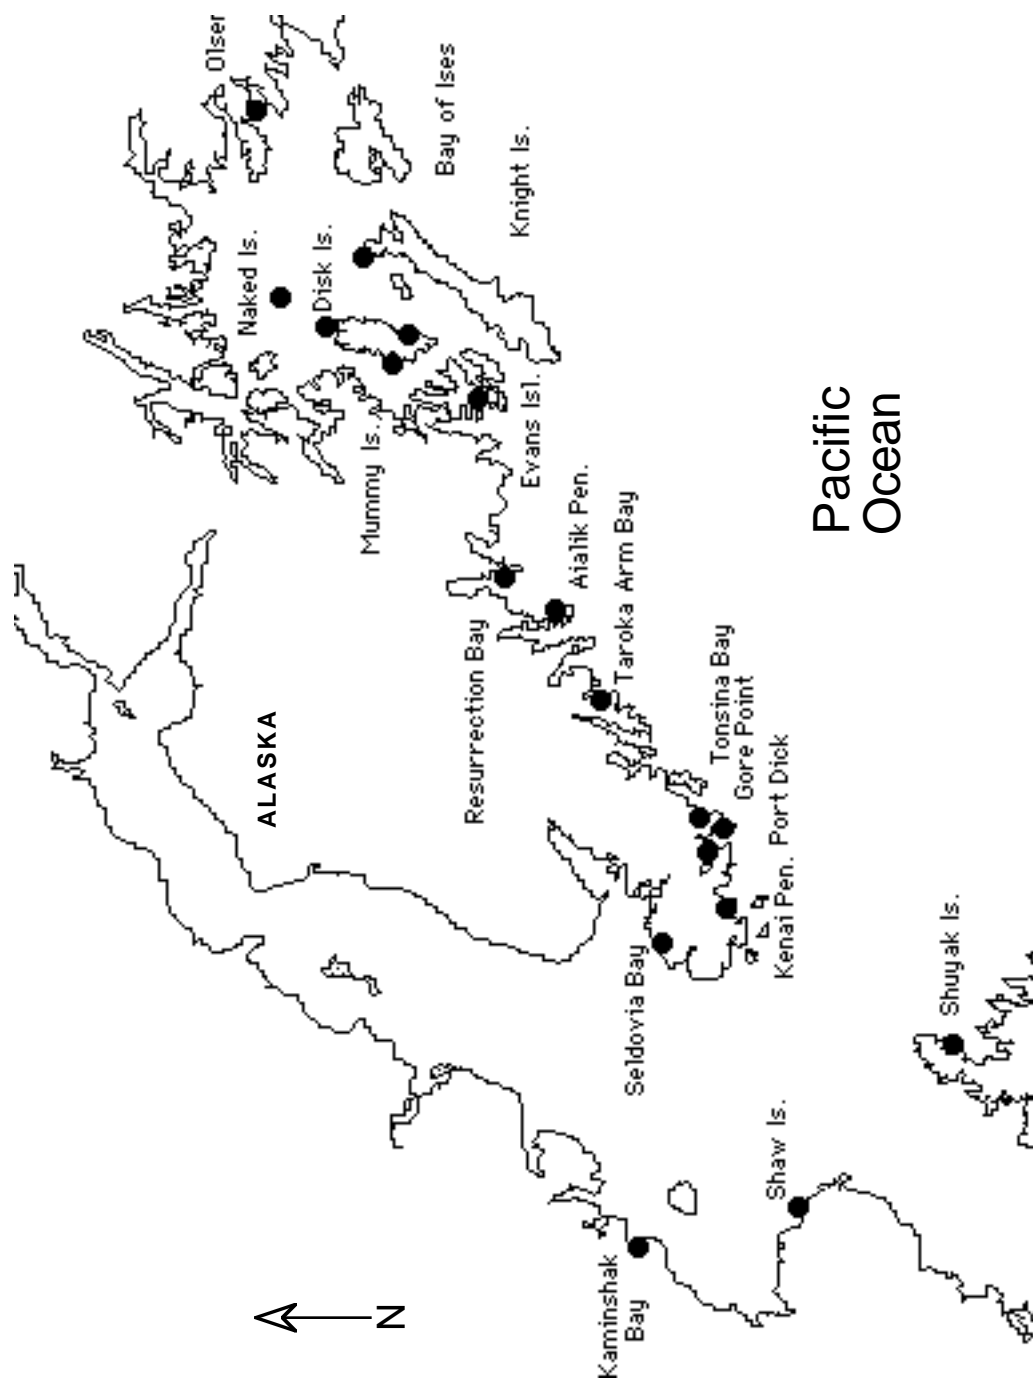 Olsen
Bay of Ises
Knight Is.
Naked Is.
Disk Is.
Mummy Is.
Evans Isl.
Aialik Pen.
Taroka Arm Bay
Resurrection Bay
ALASKA
Tonsina Bay
Gore Point
Port Dick
Kenai Pen.
Seldovia Bay
Shuyak Is.
Shaw Is.
Kaminshak
Bay
Pacific
Ocean
N